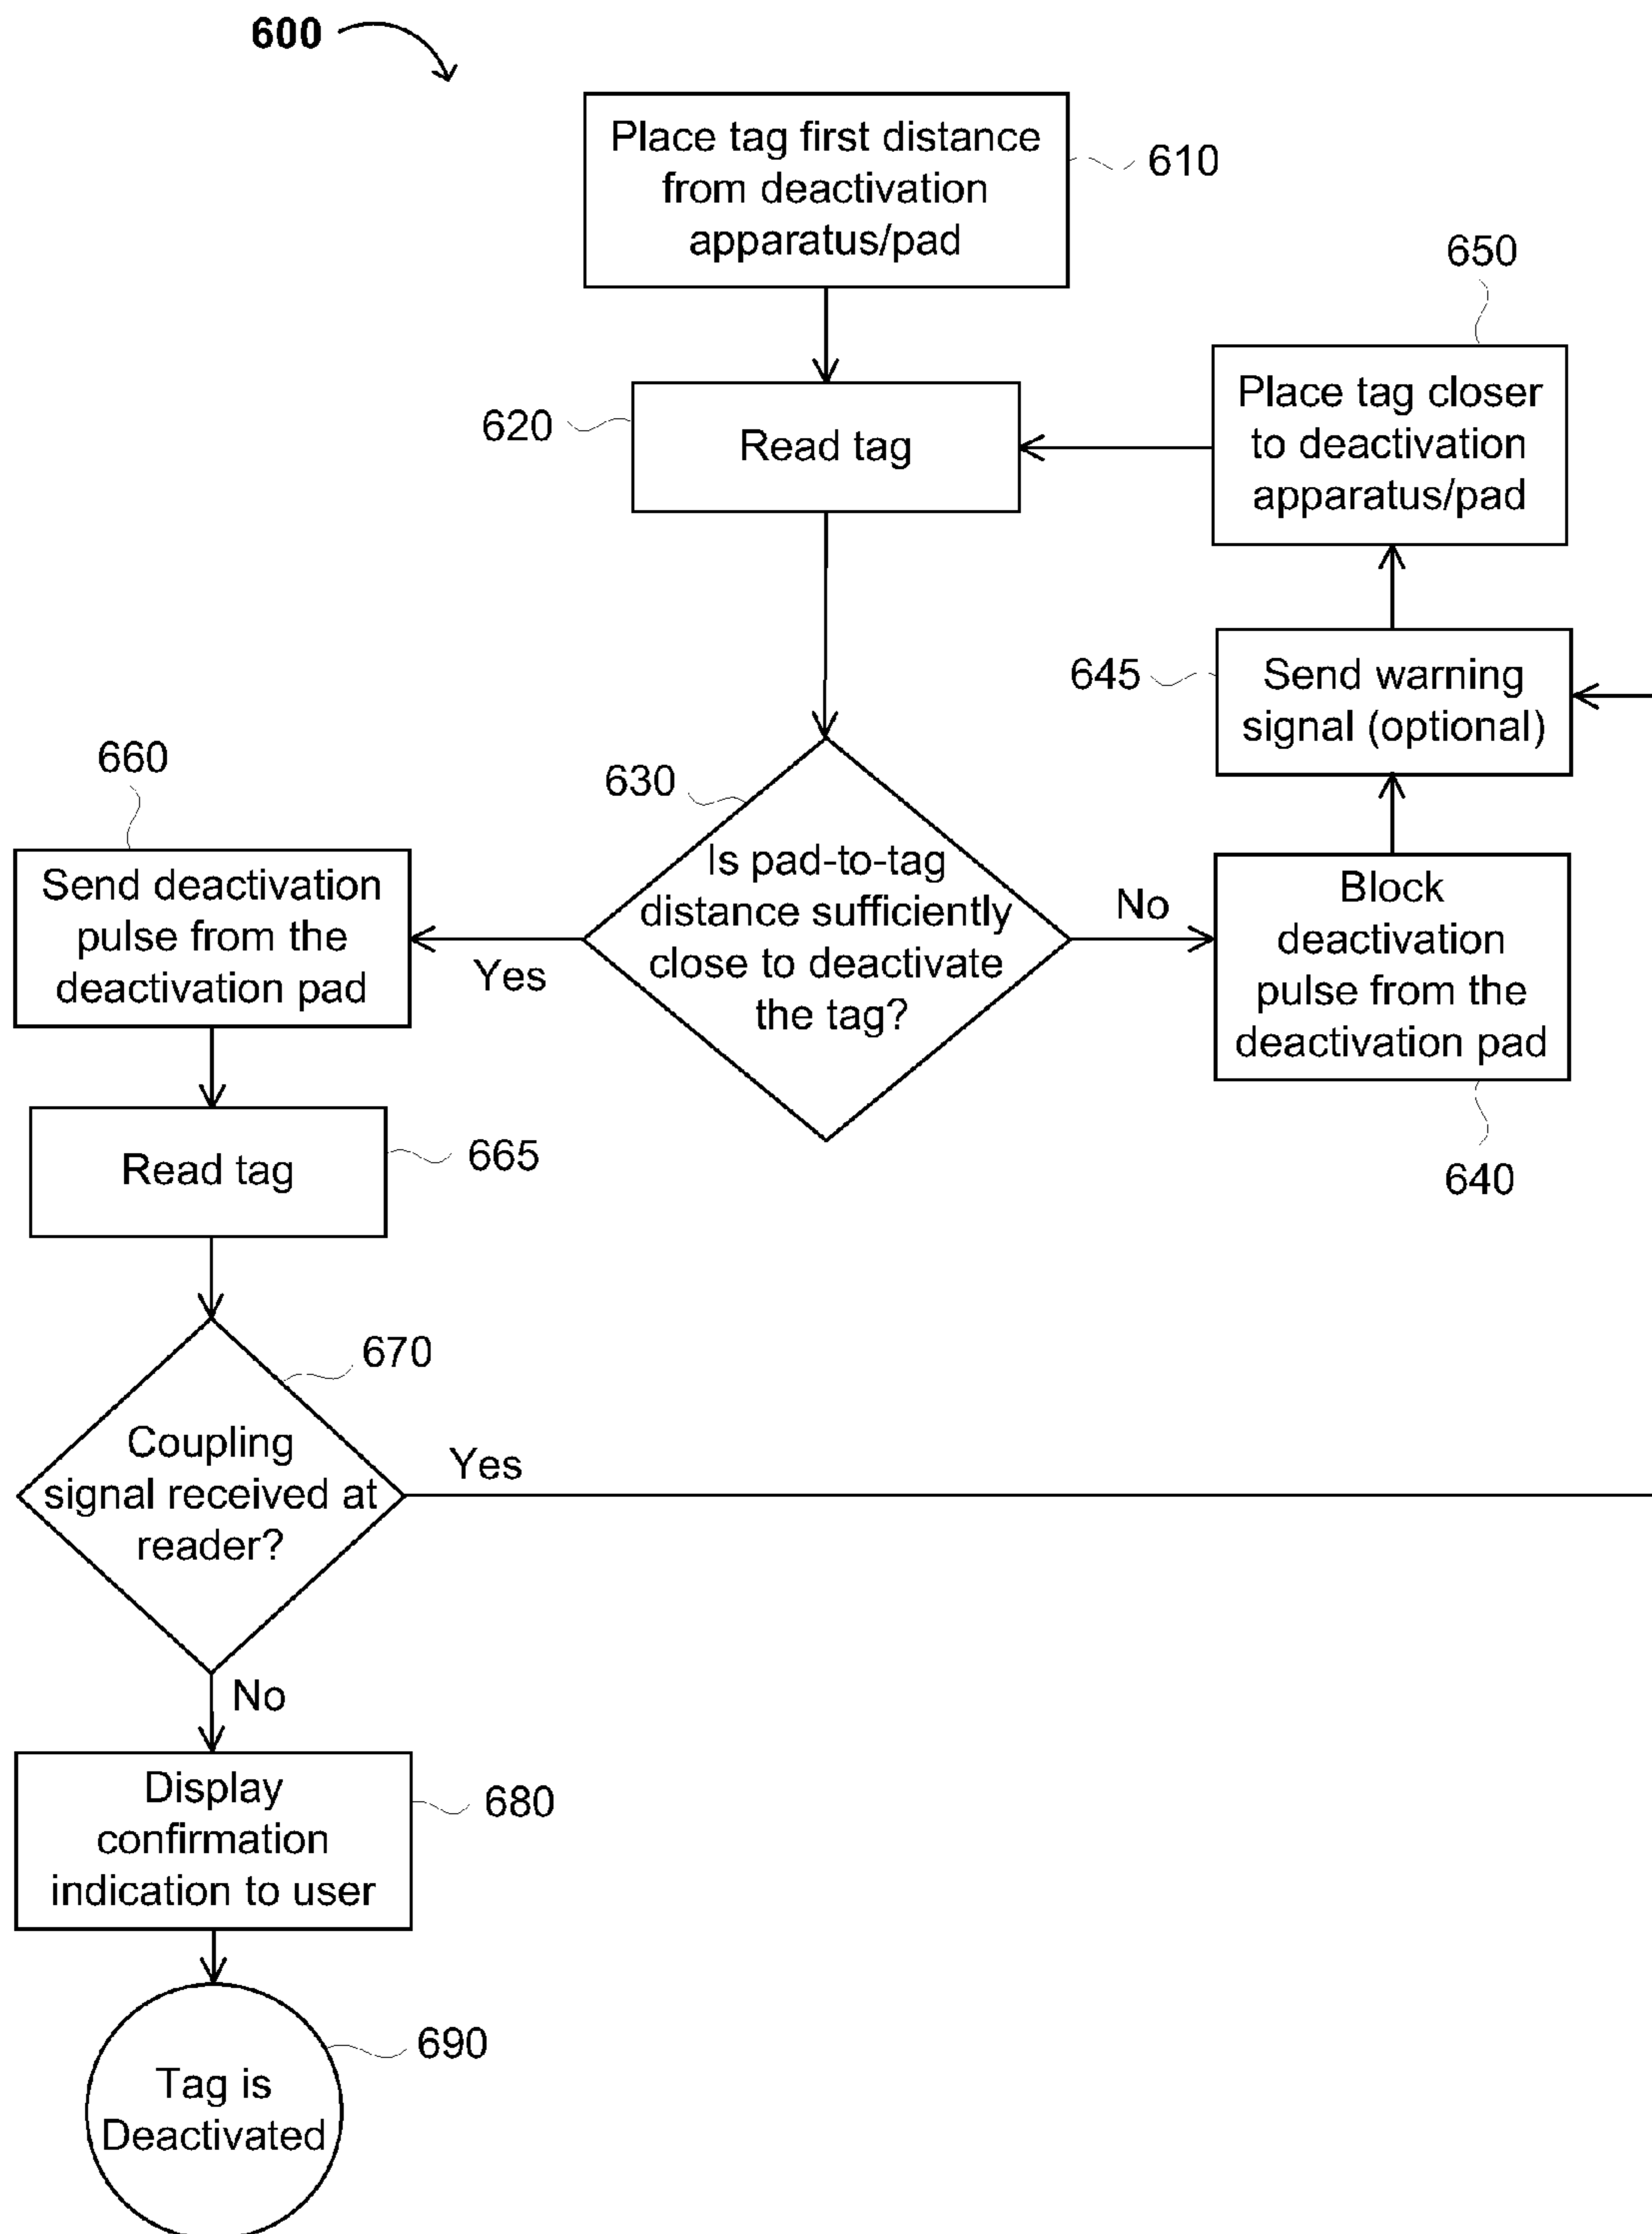 600
Place tag first distance
from deactivation
apparatus/pad
610
650
Place tag closer
to deactivation
apparatus/pad
620
Read tag
645
Send warning
signal (optional)
660
630
Send deactivation
pulse from the
deactivation pad
Yes
Is pad-to-tag
distance sufficiently
close to deactivate
the tag?
No
Block
deactivation
pulse from the
deactivation pad
640
Read tag
665
670
Coupling
signal received at
reader?
Yes
No
Display
confirmation
indication to user
680
690
Tag is
Deactivated